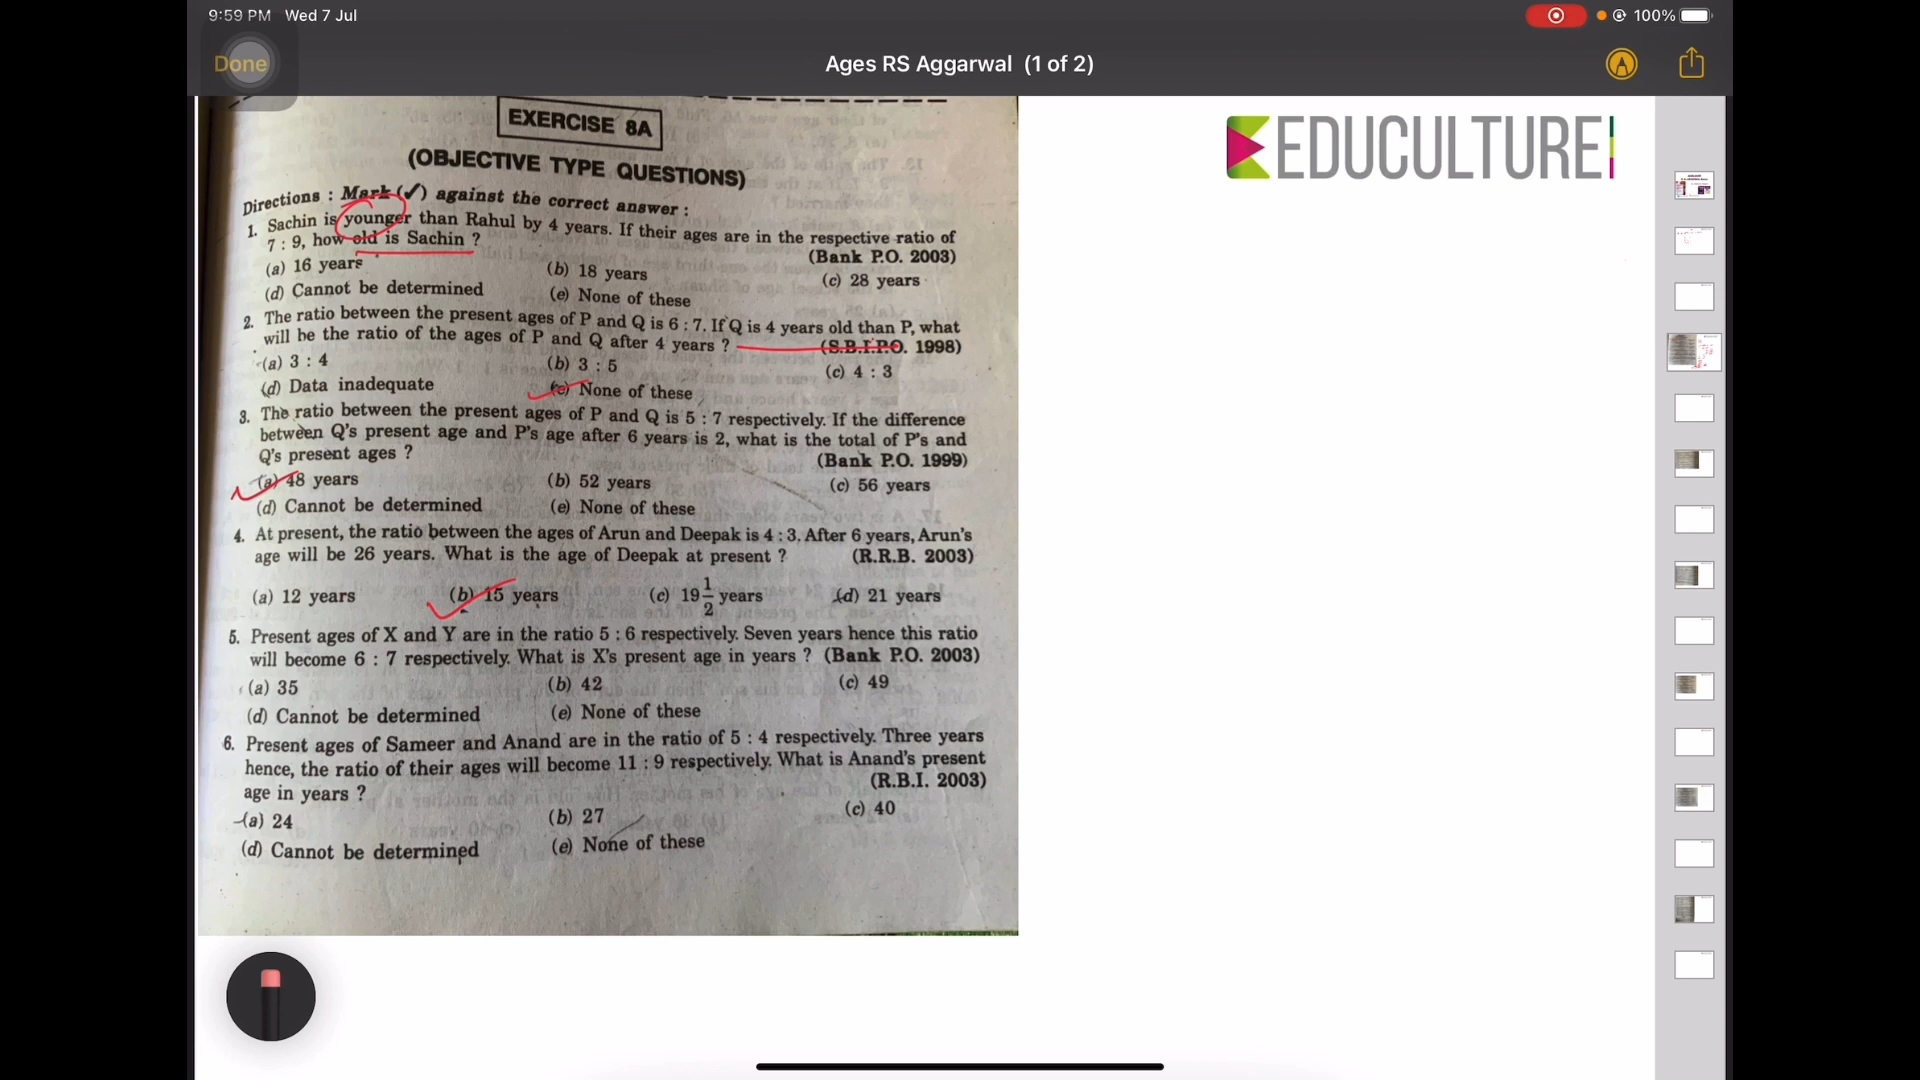 9:59 PM Wed 7 Jul
100%
Done
Ages RS Aggarwal (1 of 2)
EDUCULTURE
EXERCISE 8A
(OBJECTIVE TYPE QUESTIONS)
Directions : Mark (✓) against the correct answer :
1. Sachin is younger than Rahul by 4 years. If their ages are in the respective ratio of
7 : 9, how old is Sachin ? (Bank P.O. 2003)
(a) 16 years (b) 18 years (c) 28 years
(d) Cannot be determined (e) None of these
2. The ratio between the present ages of P and Q is 6 : 7. If Q is 4 years old than P, what
will be the ratio of the ages of P and Q after 4 years ? (S.B.I.P.O. 1998)
(a) 3 : 4 (b) 3 : 5 (c) 4 : 3
(d) Data inadequate (e) None of these
3. The ratio between the present ages of P and Q is 5 : 7 respectively. If the difference
between Q's present age and P's age after 6 years is 2, what is the total of P's and
Q's present ages ? (Bank P.O. 1999)
(a) 48 years (b) 52 years (c) 56 years
(d) Cannot be determined (e) None of these
4. At present, the ratio between the ages of Arun and Deepak is 4 : 3. After 6 years, Arun's
age will be 26 years. What is the age of Deepak at present ? (R.R.B. 2003)
(a) 12 years (b) 15 years (c) 19 1/2 years (d) 21 years
5. Present ages of X and Y are in the ratio 5 : 6 respectively. Seven years hence this ratio
will become 6 : 7 respectively. What is X's present age in years ? (Bank P.O. 2003)
(a) 35 (b) 42 (c) 49
(d) Cannot be determined (e) None of these
6. Present ages of Sameer and Anand are in the ratio of 5 : 4 respectively. Three years
hence, the ratio of their ages will become 11 : 9 respectively. What is Anand's present
age in years ? (R.B.I. 2003)
(a) 24 (b) 27 (c) 40
(d) Cannot be determined (e) None of these